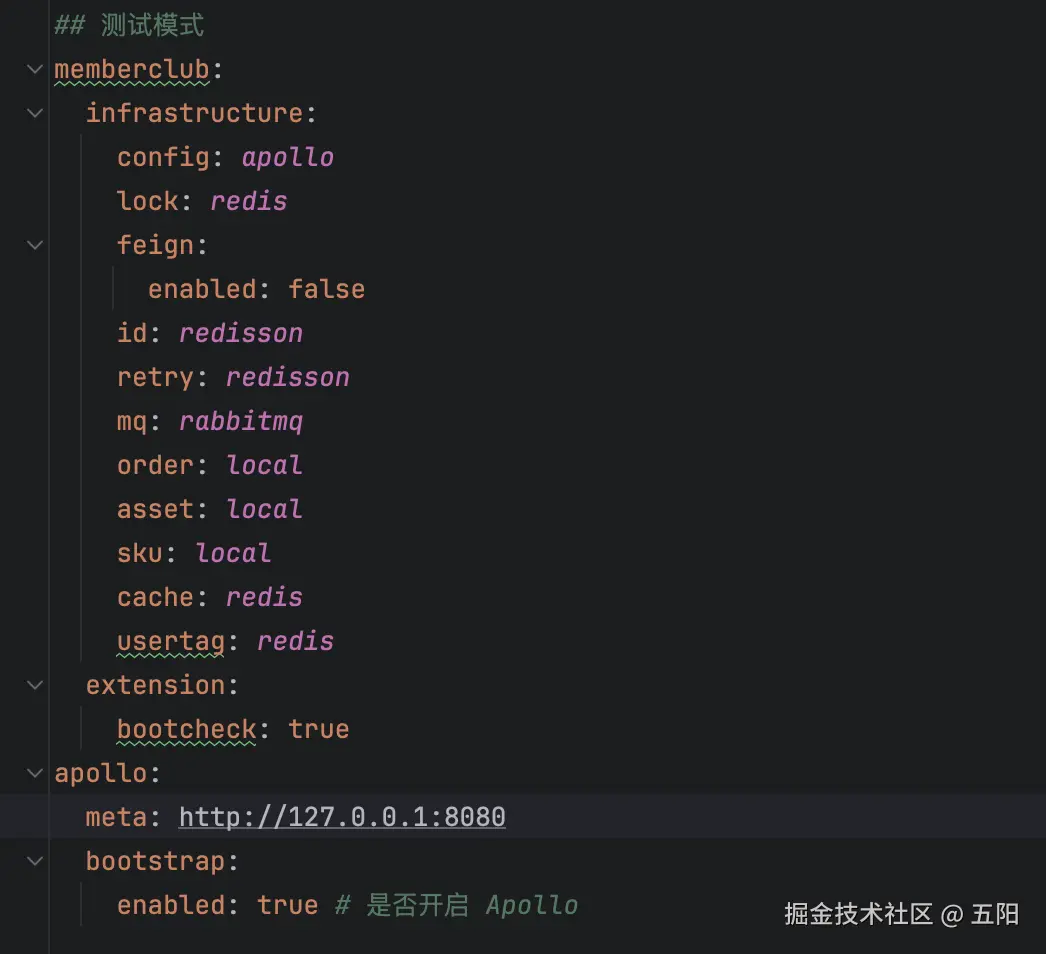 ## 测试模式
memberclub:
  infrastructure:
    config: apollo
    lock: redis
    feign:
      enabled: false
    id: redisson
    retry: redisson
    mq: rabbitmq
    order: local
    asset: local
    sku: local
    cache: redis
    usertag: redis
  extension:
    bootcheck: true
apollo:
  meta: http://127.0.0.1:8080
  bootstrap:
    enabled: true # 是否开启 Apollo
掘金技术社区 @ 五阳